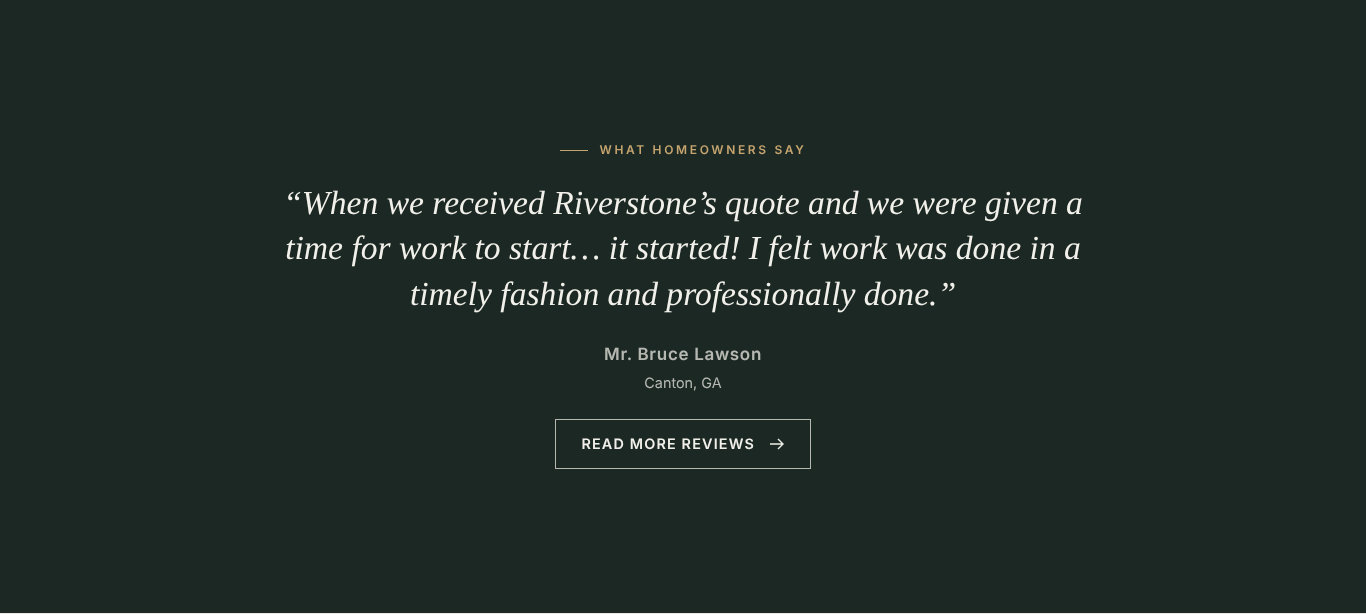 WHAT HOMEOWNERS SAY
“When we received Riverstone’s quote and we were given a
time for work to start… it started! I felt work was done in a
timely fashion and professionally done.”
Mr. Bruce Lawson
Canton, GA
READ MORE REVIEWS →